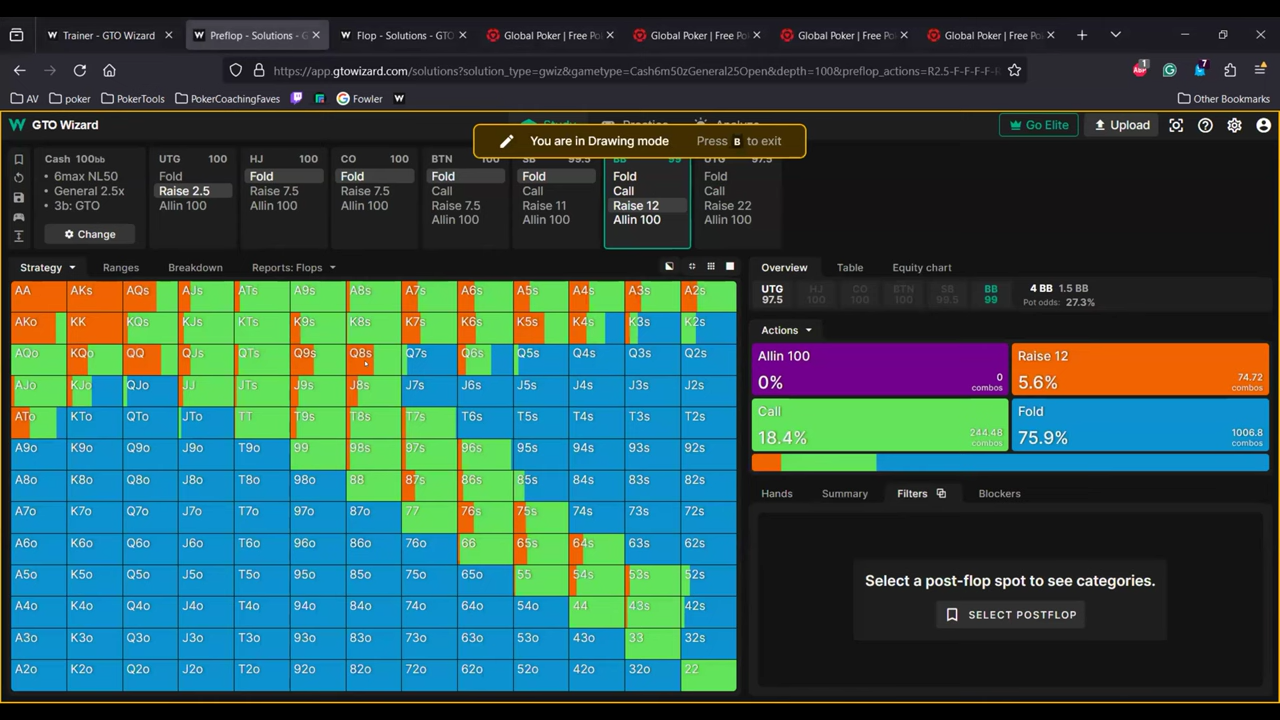 Trainer - GTO Wizard
Preflop - Solutions - G
Flop - Solutions - GTO
Global Poker | Free Po
Global Poker | Free Po
Global Poker | Free Po
Global Poker | Free Po
https://app.gtowizard.com/solutions?solution_type=gwiz&gametype=Cash6m50zGeneral25Open&depth=100&preflop_actions=R2.5-F-F-F-F-
1
7
AV
poker
PokerTools
PokerCoachingFaves
Fowler
Other Bookmarks
GTO Wizard
Study
Practice
Analyze
Go Elite
Upload
You are in Drawing mode Press B to exit
Cash 100bb
• 6max NL50
• General 2.5x
• 3b: GTO
Change
UTG 100
Fold
Raise 2.5
Allin 100
HJ 100
Fold
Raise 7.5
Allin 100
CO 100
Fold
Raise 7.5
Allin 100
BTN 100
Fold
Call
Raise 7.5
Allin 100
SB 99.5
Fold
Call
Raise 11
Allin 100
BB 99
Fold
Call
Raise 12
Allin 100
UTG 97.5
Fold
Call
Raise 22
Allin 100
Strategy Ranges Breakdown Reports: Flops
AA AKs AQs AJs ATs A9s A8s A7s A6s A5s A4s A3s A2s
AKo KK KQs KJs KTs K9s K8s K7s K6s K5s K4s K3s K2s
AQo KQo QQ QJs QTs Q9s Q8s Q7s Q6s Q5s Q4s Q3s Q2s
AJo KJo QJo JJ JTs J9s J8s J7s J6s J5s J4s J3s J2s
ATo KTo QTo JTo TT T9s T8s T7s T6s T5s T4s T3s T2s
A9o K9o Q9o J9o T9o 99 98s 97s 96s 95s 94s 93s 92s
A8o K8o Q8o J8o T8o 98o 88 87s 86s 85s 84s 83s 82s
A7o K7o Q7o J7o T7o 97o 87o 77 76s 75s 74s 73s 72s
A6o K6o Q6o J6o T6o 96o 86o 76o 66 65s 64s 63s 62s
A5o K5o Q5o J5o T5o 95o 85o 75o 65o 55 54s 53s 52s
A4o K4o Q4o J4o T4o 94o 84o 74o 64o 54o 44 43s 42s
A3o K3o Q3o J3o T3o 93o 83o 73o 63o 53o 43o 33 32s
A2o K2o Q2o J2o T2o 92o 82o 72o 62o 52o 42o 32o 22
Overview Table Equity chart
UTG HJ CO BTN SB BB 4 BB 1.5 BB
97.5 100 100 100 99.5 99 Pot odds: 27.3%
Actions
Allin 100
0% 0 combos
Raise 12
5.6% 74.72 combos
Call
18.4% 244.48 combos
Fold
75.9% 1006.8 combos
Hands Summary Filters Blockers
Select a post-flop spot to see categories.
SELECT POSTFLOP